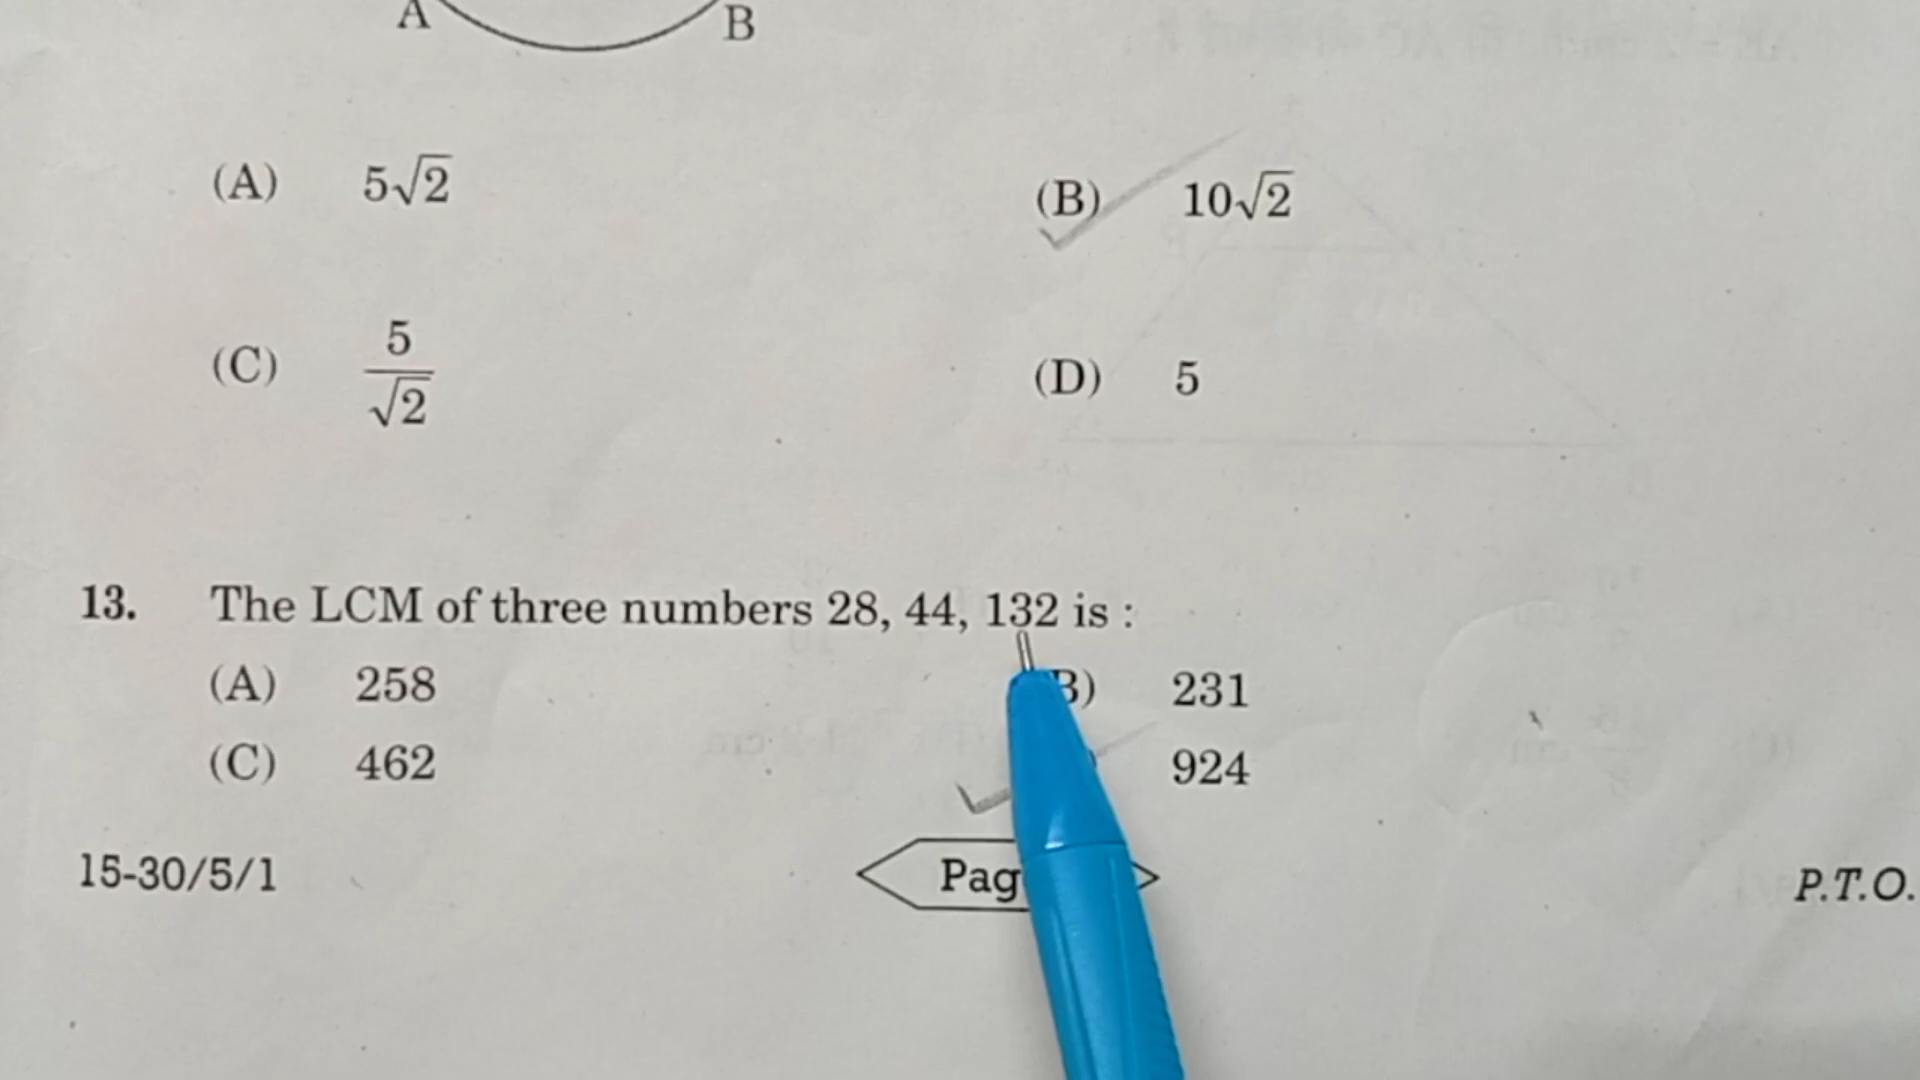 A B
(A) 5√2 (B) 10√2
(C) 5/√2 (D) 5
13. The LCM of three numbers 28, 44, 132 is :
(A) 258 B) 231
(C) 462 924
15-30/5/1 P.T.O.